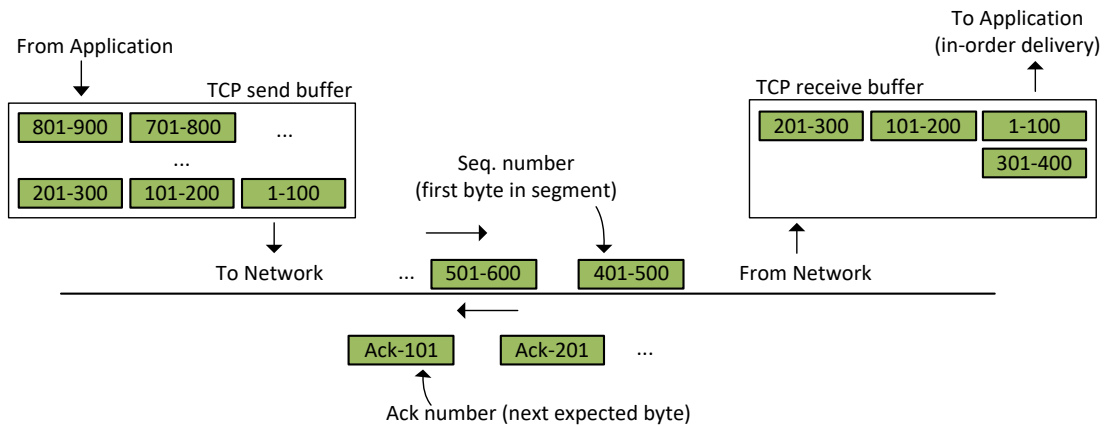 To Application
(in-order delivery)
From Application
TCP send buffer
TCP receive buffer
801-900 701-800 ...
...
201-300 101-200 1-100
201-300 101-200 1-100
301-400
Seq. number
(first byte in segment)
To Network
... 501-600 401-500
From Network
Ack-101 Ack-201 ...
Ack number (next expected byte)